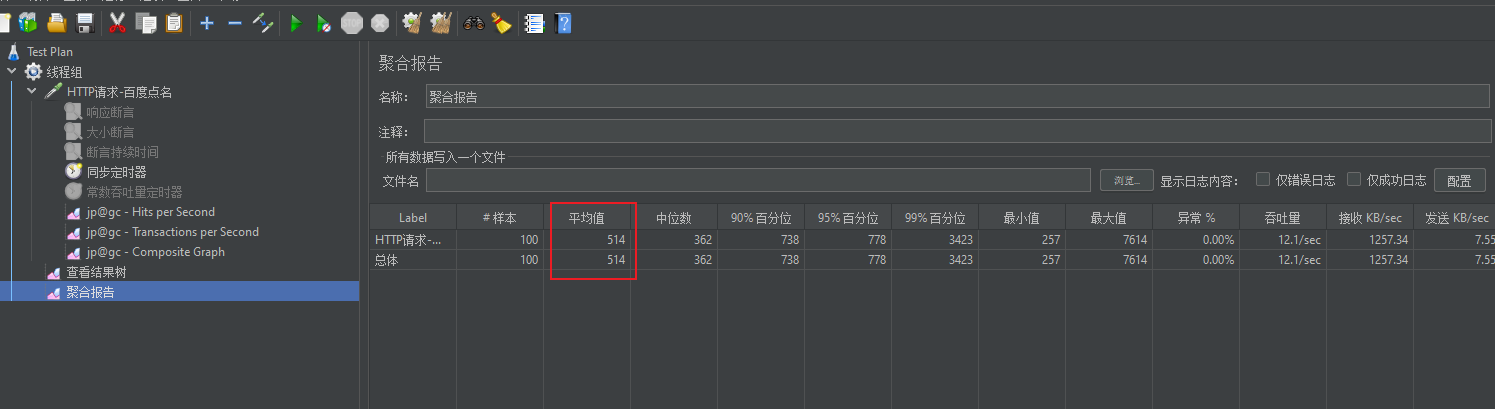 Test Plan
线程组
HTTP请求-百度点名
响应断言
大小断言
断言持续时间
同步定时器
常数吞吐量定时器
jp@gc - Hits per Second
jp@gc - Transactions per Second
jp@gc - Composite Graph
查看结果树
聚合报告
聚合报告
名称： 聚合报告
注释：
所有数据写入一个文件
文件名 浏览... 显示日志内容： 仅错误日志 仅成功日志 配置
Label # 样本 平均值 中位数 90% 百分位 95% 百分位 99% 百分位 最小值 最大值 异常 % 吞吐量 接收 KB/sec 发送 KB/sec
HTTP请求-... 100 514 362 738 778 3423 257 7614 0.00% 12.1/sec 1257.34 7.55
总体 100 514 362 738 778 3423 257 7614 0.00% 12.1/sec 1257.34 7.55